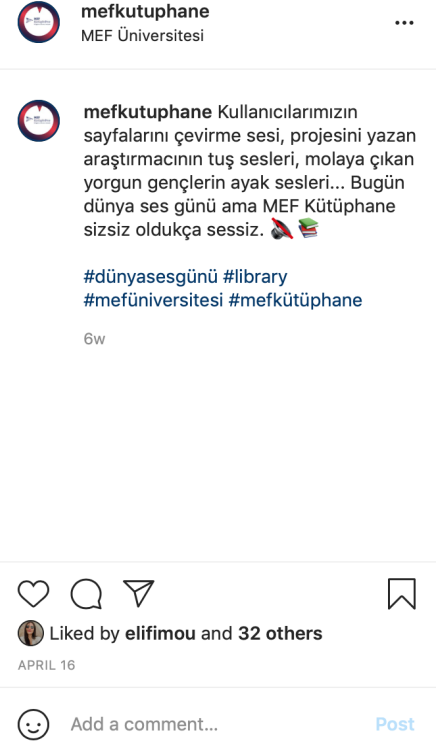 mefkutuphane
MEF Üniversitesi
mefkutuphane Kullanıcılarımızın
sayfalarını çevirme sesi, projesini yazan
araştırmacının tuş sesleri, molaya çıkan
yorgun gençlerin ayak sesleri... Bugün
dünya ses günü ama MEF Kütüphane
sizsiz oldukça sessiz.
#dünyasesgünü #library
#mefüniversitesi #mefkütüphane
6w
Liked by elifimou and 32 others
APRIL 16
Add a comment...
Post